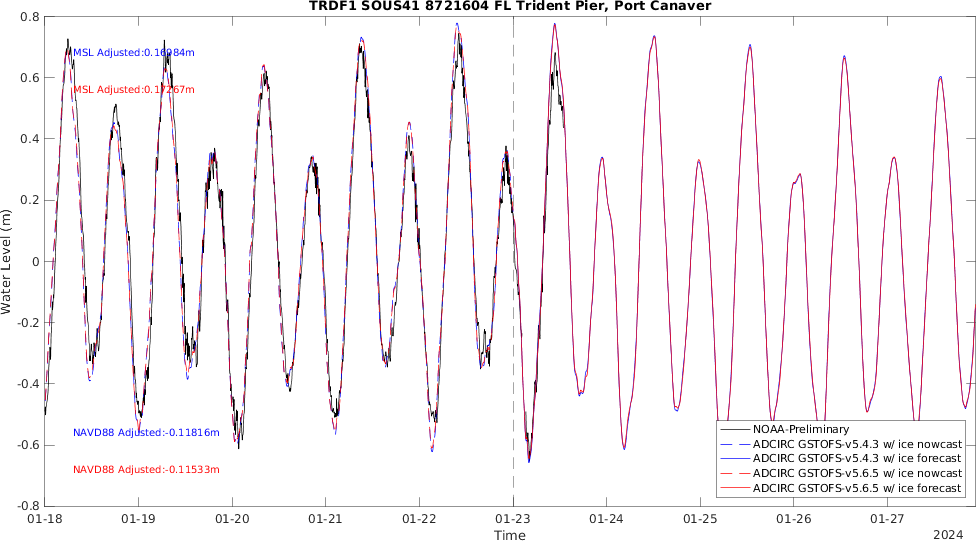 TRDF1 SOUS41 8721604 FL Trident Pier, Port Canaver
0.8
0.6
0.4
0.2
0
-0.2
-0.4
-0.6
-0.8
Water Level (m)
MSL Adjusted:0.16984m
MSL Adjusted:0.17267m
NAVD88 Adjusted:-0.11816m
NAVD88 Adjusted:-0.11533m
NOAA-Preliminary
ADCIRC GSTOFS-v5.4.3 w/ ice nowcast
ADCIRC GSTOFS-v5.4.3 w/ ice forecast
ADCIRC GSTOFS-v5.6.5 w/ ice nowcast
ADCIRC GSTOFS-v5.6.5 w/ ice forecast
01-18 01-19 01-20 01-21 01-22 01-23 01-24 01-25 01-26 01-27
Time
2024